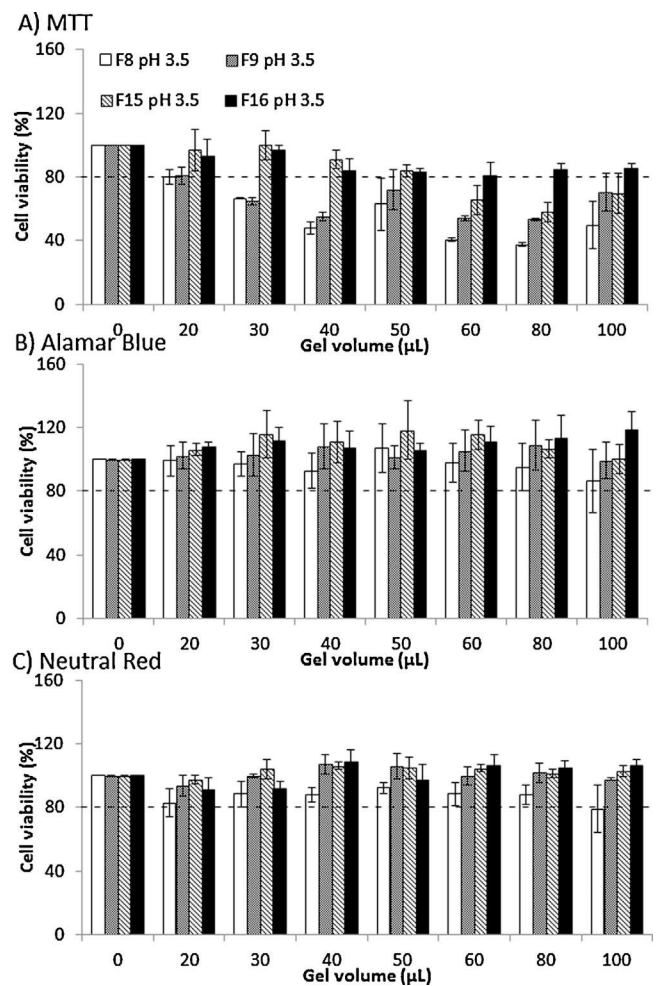 A) MTT
160
F8 pH 3.5 F9 pH 3.5
F15 pH 3.5 F16 pH 3.5
120
80
40
0
Cell viability (%)
0 20 30 40 50 60 80 100
Gel volume (µL)
B) Alamar Blue
160
120
80
40
0
Cell viability (%)
0 20 30 40 50 60 80 100
Gel volume (µL)
C) Neutral Red
160
120
80
40
0
Cell viability (%)
0 20 30 40 50 60 80 100
Gel volume (µL)